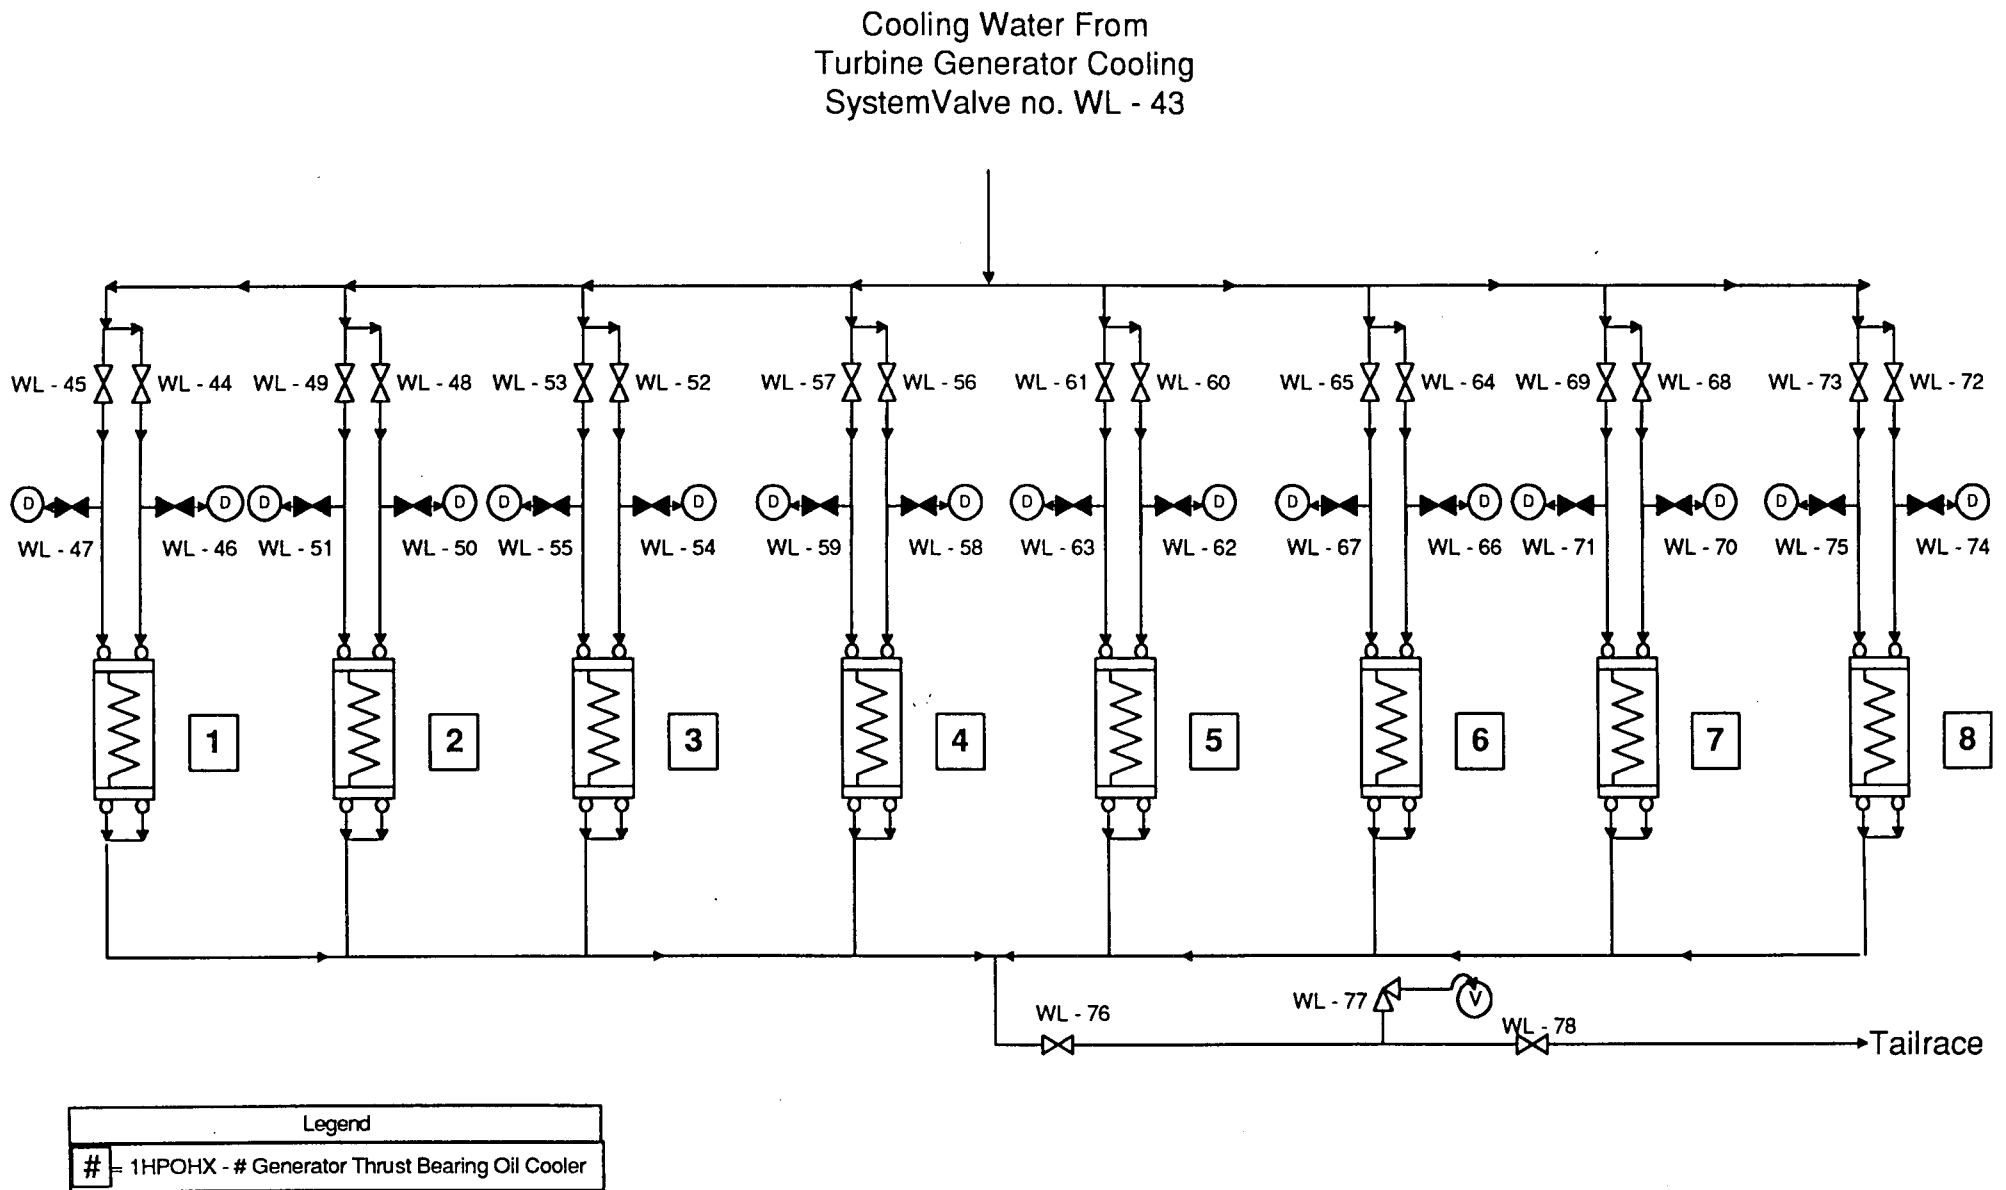 Cooling Water From
Turbine Generator Cooling
SystemValve no. WL - 43
WL - 45 WL - 44 WL - 49 WL - 48 WL - 53 WL - 52 WL - 57 WL - 56 WL - 61 WL - 60 WL - 65 WL - 64 WL - 69 WL - 68 WL - 73 WL - 72
D D D D D D D D D D D D D D D D
WL - 47 WL - 46 WL - 51 WL - 50 WL - 55 WL - 54 WL - 59 WL - 58 WL - 63 WL - 62 WL - 67 WL - 66 WL - 71 WL - 70 WL - 75 WL - 74
1 2 3 4 5 6 7 8
WL - 77 V
WL - 76
WL - 78
Tailrace
Legend
# = 1HPOHX - # Generator Thrust Bearing Oil Cooler